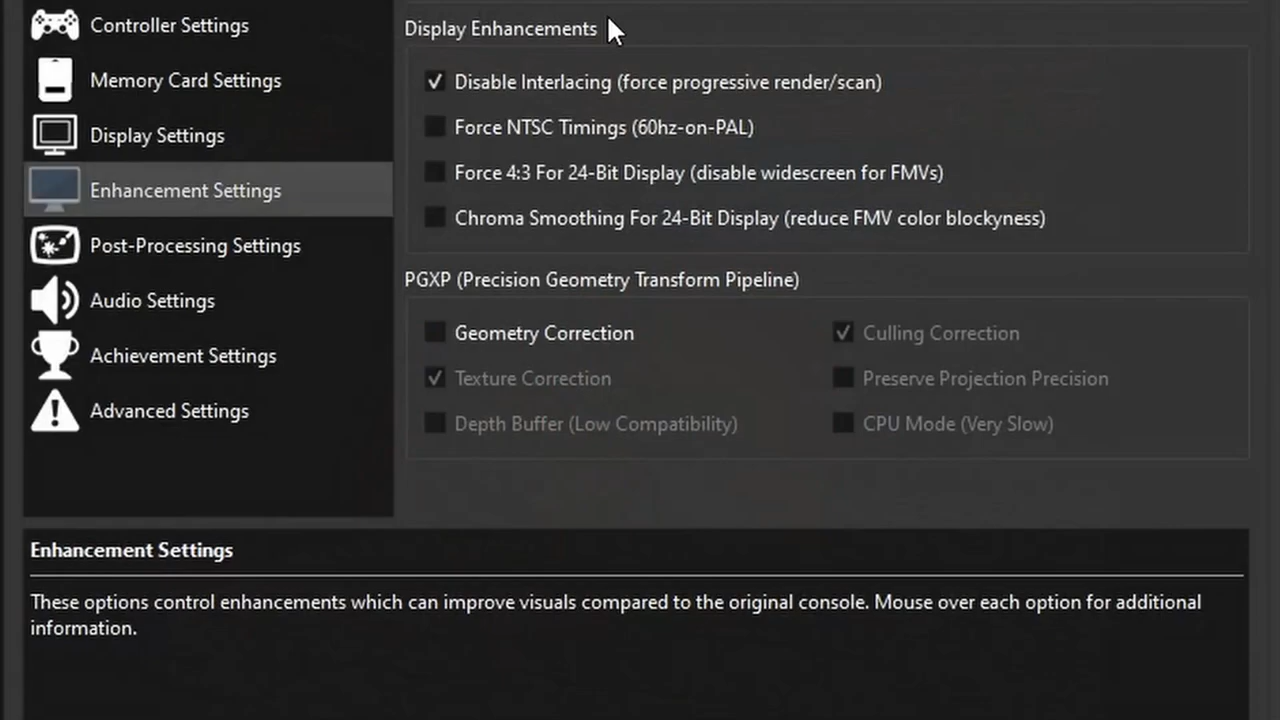 Controller Settings
Memory Card Settings
Display Settings
Enhancement Settings
Post-Processing Settings
Audio Settings
Achievement Settings
Advanced Settings
Display Enhancements
Disable Interlacing (force progressive render/scan)
Force NTSC Timings (60hz-on-PAL)
Force 4:3 For 24-Bit Display (disable widescreen for FMVs)
Chroma Smoothing For 24-Bit Display (reduce FMV color blockyness)
PGXP (Precision Geometry Transform Pipeline)
Geometry Correction
Culling Correction
Texture Correction
Preserve Projection Precision
Depth Buffer (Low Compatibility)
CPU Mode (Very Slow)
Enhancement Settings
These options control enhancements which can improve visuals compared to the original console. Mouse over each option for additional
information.